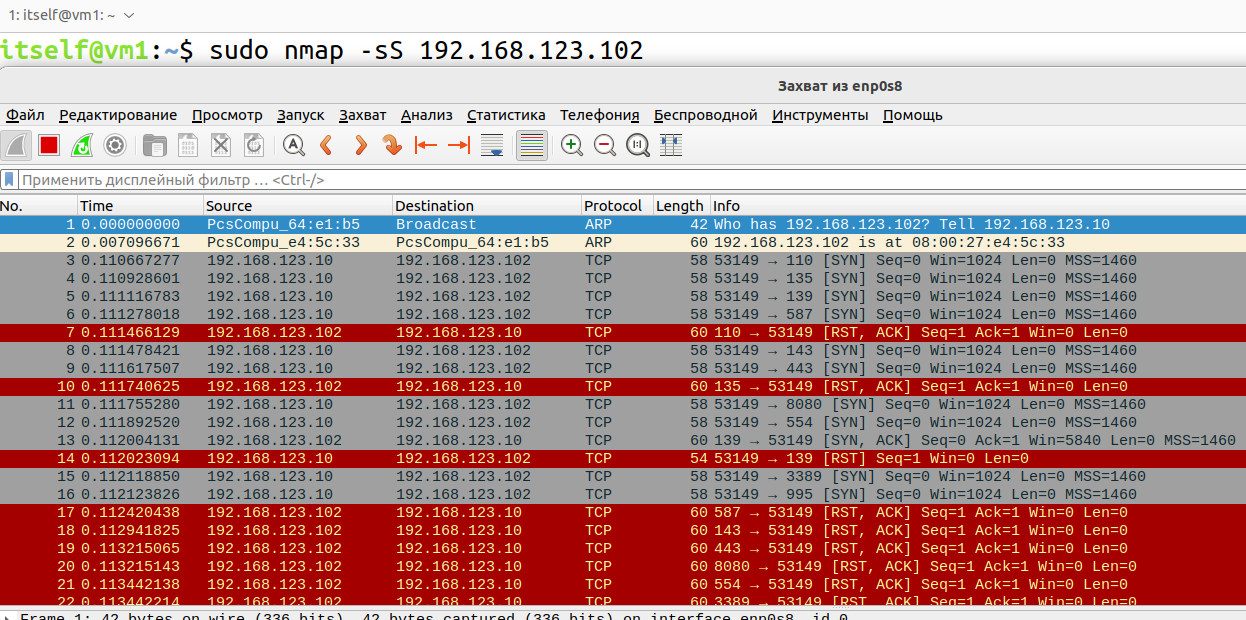 1: itself@vm1: ~
itself@vm1:~$ sudo nmap -sS 192.168.123.102
Захват из enp0s8
Файл Редактирование Просмотр Запуск Захват Анализ Статистика Телефония Беспроводной Инструменты Помощь
Применить дисплейный фильтр … <Ctrl-/>
No. Time Source Destination Protocol Length Info
1 0.000000000 PcsCompu_64:e1:b5 Broadcast ARP 42 Who has 192.168.123.102? Tell 192.168.123.10
2 0.007096671 PcsCompu_e4:5c:33 PcsCompu_64:e1:b5 ARP 60 192.168.123.102 is at 08:00:27:e4:5c:33
3 0.110667277 192.168.123.10 192.168.123.102 TCP 58 53149 → 110 [SYN] Seq=0 Win=1024 Len=0 MSS=1460
4 0.110928601 192.168.123.10 192.168.123.102 TCP 58 53149 → 135 [SYN] Seq=0 Win=1024 Len=0 MSS=1460
5 0.111116783 192.168.123.10 192.168.123.102 TCP 58 53149 → 139 [SYN] Seq=0 Win=1024 Len=0 MSS=1460
6 0.111278018 192.168.123.10 192.168.123.102 TCP 58 53149 → 587 [SYN] Seq=0 Win=1024 Len=0 MSS=1460
7 0.111466129 192.168.123.102 192.168.123.10 TCP 60 110 → 53149 [RST, ACK] Seq=1 Ack=1 Win=0 Len=0
8 0.111478421 192.168.123.10 192.168.123.102 TCP 58 53149 → 143 [SYN] Seq=0 Win=1024 Len=0 MSS=1460
9 0.111617507 192.168.123.10 192.168.123.102 TCP 58 53149 → 443 [SYN] Seq=0 Win=1024 Len=0 MSS=1460
10 0.111740625 192.168.123.102 192.168.123.10 TCP 60 135 → 53149 [RST, ACK] Seq=1 Ack=1 Win=0 Len=0
11 0.111755280 192.168.123.10 192.168.123.102 TCP 58 53149 → 8080 [SYN] Seq=0 Win=1024 Len=0 MSS=1460
12 0.111892520 192.168.123.10 192.168.123.102 TCP 58 53149 → 554 [SYN] Seq=0 Win=1024 Len=0 MSS=1460
13 0.112004131 192.168.123.102 192.168.123.10 TCP 60 139 → 53149 [SYN, ACK] Seq=0 Ack=1 Win=5840 Len=0 MSS=1460
14 0.112023094 192.168.123.10 192.168.123.102 TCP 54 53149 → 139 [RST] Seq=1 Win=0 Len=0
15 0.112118850 192.168.123.10 192.168.123.102 TCP 58 53149 → 3389 [SYN] Seq=0 Win=1024 Len=0 MSS=1460
16 0.112123826 192.168.123.10 192.168.123.102 TCP 58 53149 → 995 [SYN] Seq=0 Win=1024 Len=0 MSS=1460
17 0.112420438 192.168.123.102 192.168.123.10 TCP 60 587 → 53149 [RST, ACK] Seq=1 Ack=1 Win=0 Len=0
18 0.112941825 192.168.123.102 192.168.123.10 TCP 60 143 → 53149 [RST, ACK] Seq=1 Ack=1 Win=0 Len=0
19 0.113215065 192.168.123.102 192.168.123.10 TCP 60 443 → 53149 [RST, ACK] Seq=1 Ack=1 Win=0 Len=0
20 0.113215143 192.168.123.102 192.168.123.10 TCP 60 8080 → 53149 [RST, ACK] Seq=1 Ack=1 Win=0 Len=0
21 0.113442138 192.168.123.102 192.168.123.10 TCP 60 554 → 53149 [RST, ACK] Seq=1 Ack=1 Win=0 Len=0
22 0.113442214 192.168.123.102 192.168.123.10 TCP 60 3389 → 53149 [RST, ACK] Seq=1 Ack=1 Win=0 Len=0
Frame 1: 42 bytes on wire (336 bits), 42 bytes captured (336 bits) on interface enp0s8, id 0